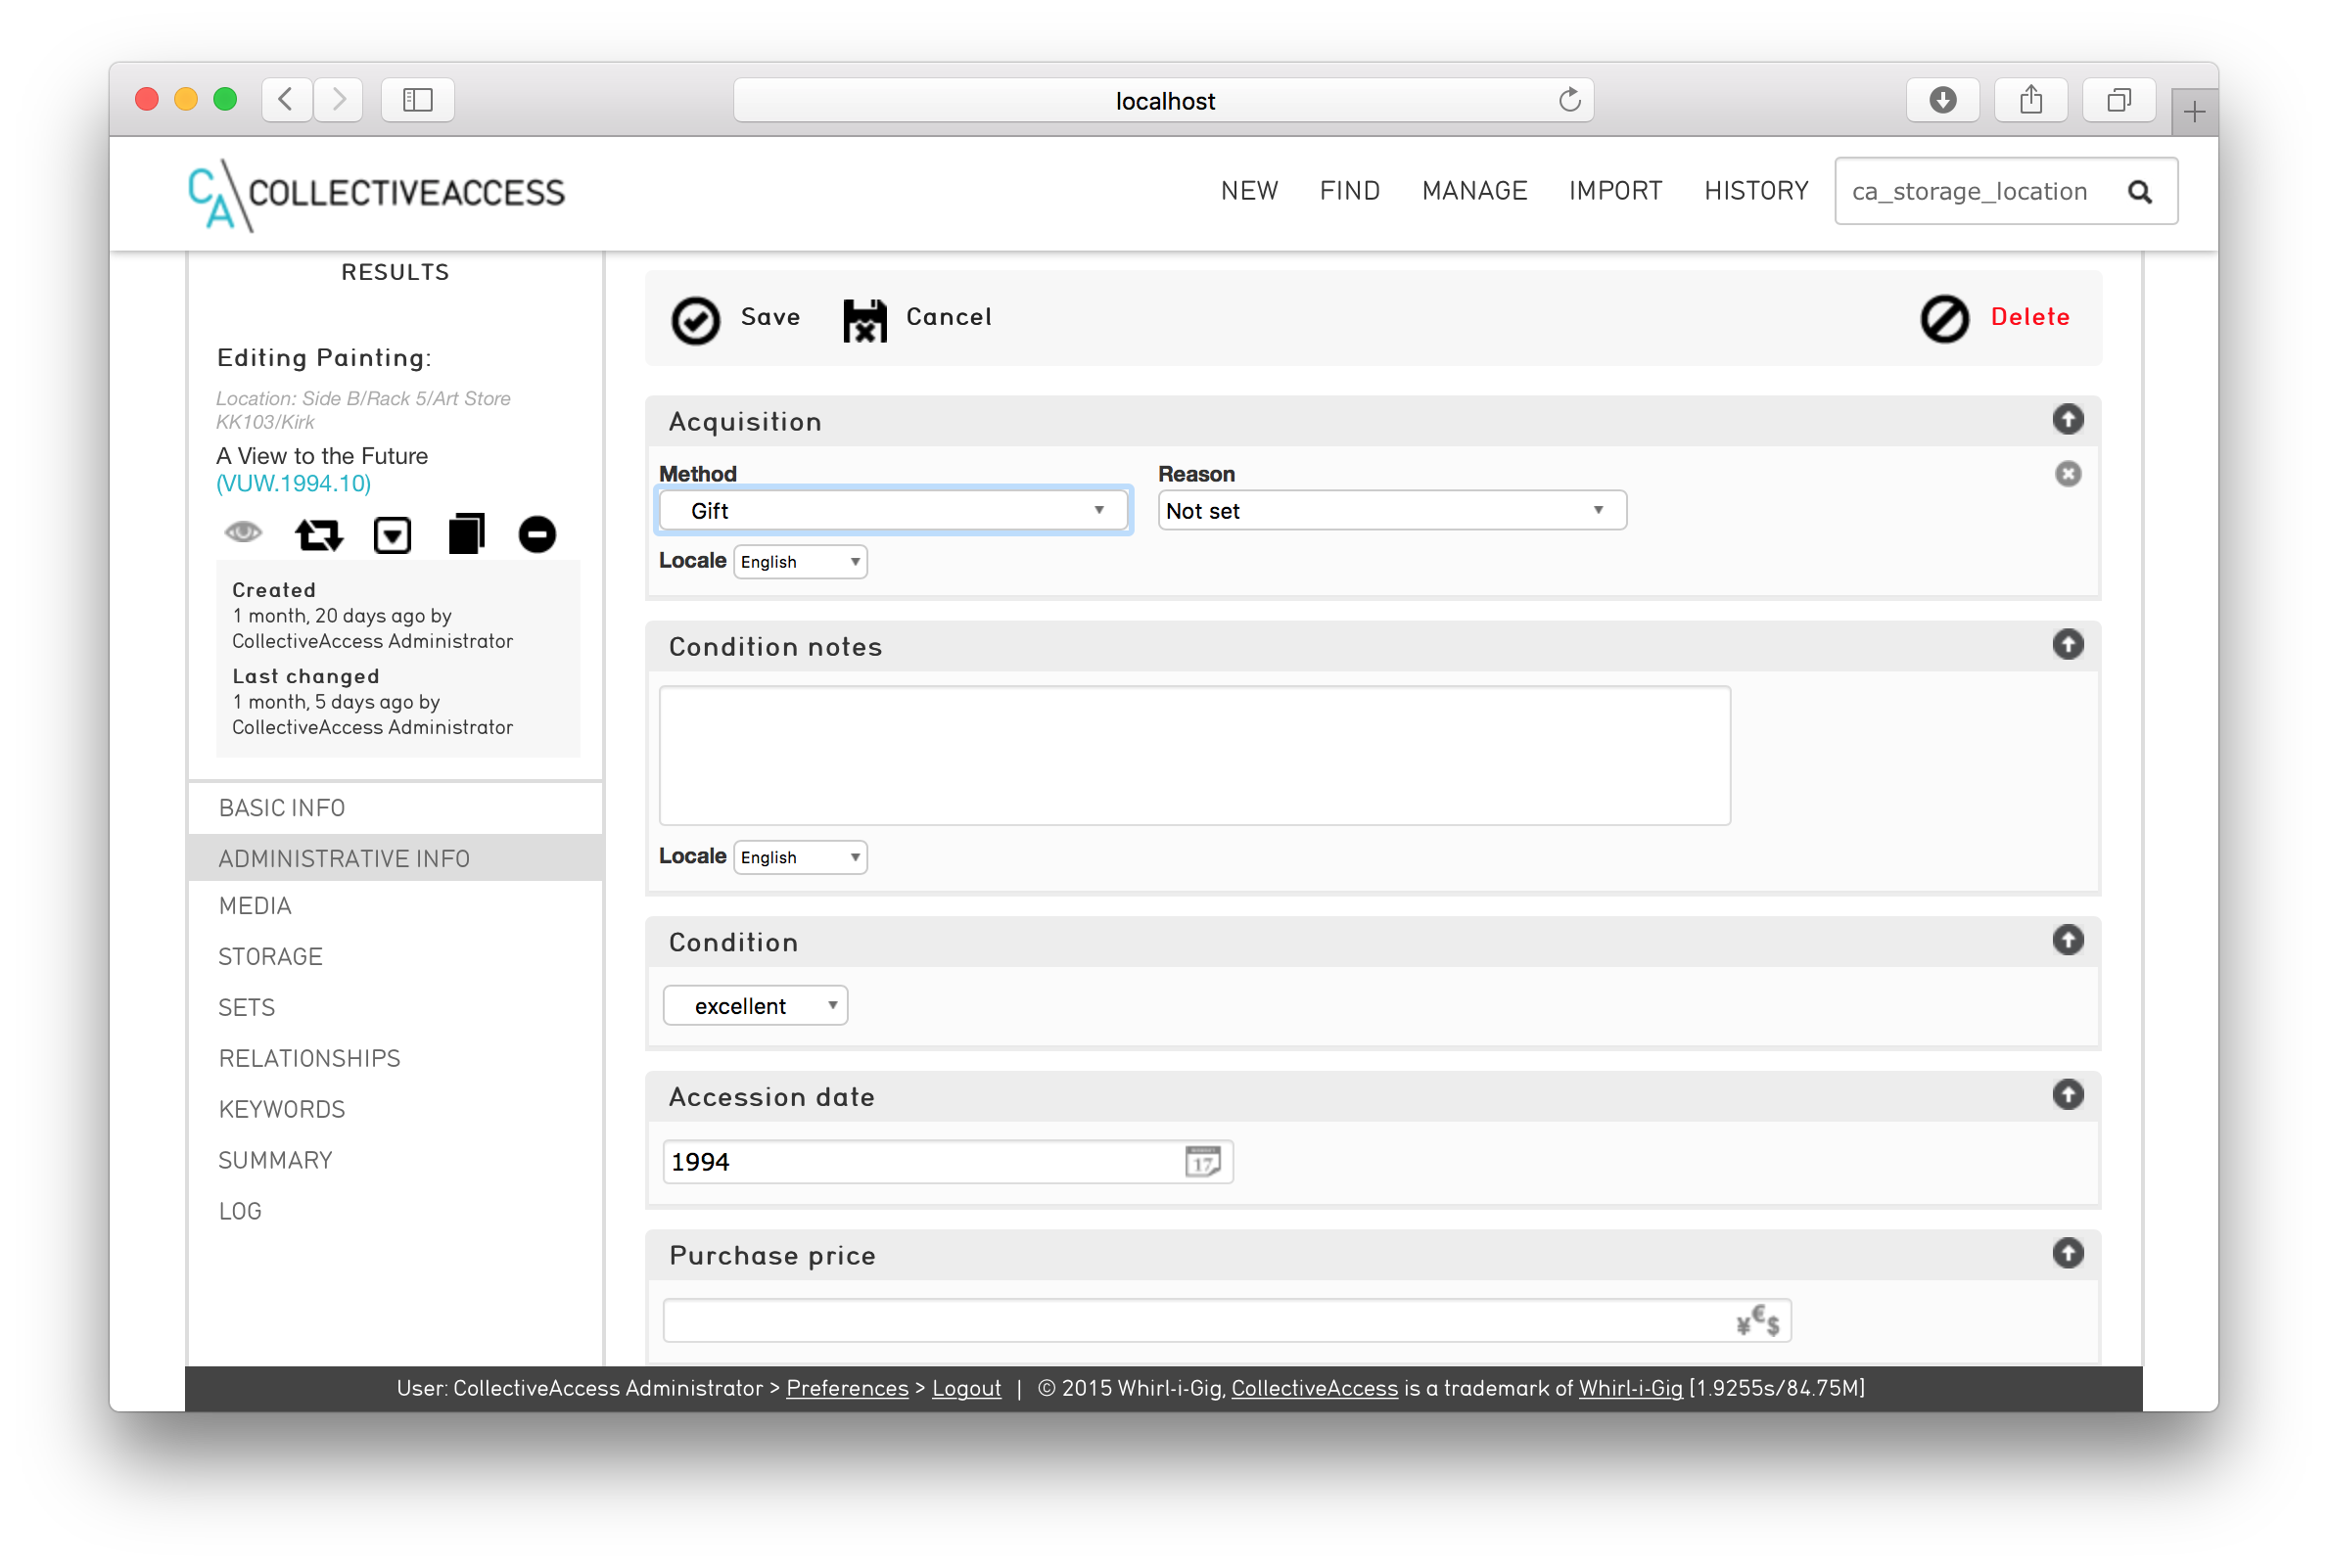 localhost
CA COLLECTIVEACCESS
NEW FIND MANAGE IMPORT HISTORY ca_storage_location
RESULTS
Editing Painting:
Location: Side B/Rack 5/Art Store
KK103/Kirk
A View to the Future
(VUW.1994.10)
Created
1 month, 20 days ago by
CollectiveAccess Administrator
Last changed
1 month, 5 days ago by
CollectiveAccess Administrator
BASIC INFO
ADMINISTRATIVE INFO
MEDIA
STORAGE
SETS
RELATIONSHIPS
KEYWORDS
SUMMARY
LOG
Save Cancel Delete
Acquisition
Method Reason
Gift Not set
Locale English
Condition notes
Locale English
Condition
excellent
Accession date
1994 17
Purchase price
¥€$
User: CollectiveAccess Administrator > Preferences > Logout | © 2015 Whirl-i-Gig, CollectiveAccess is a trademark of Whirl-i-Gig [1.9255s/84.75M]